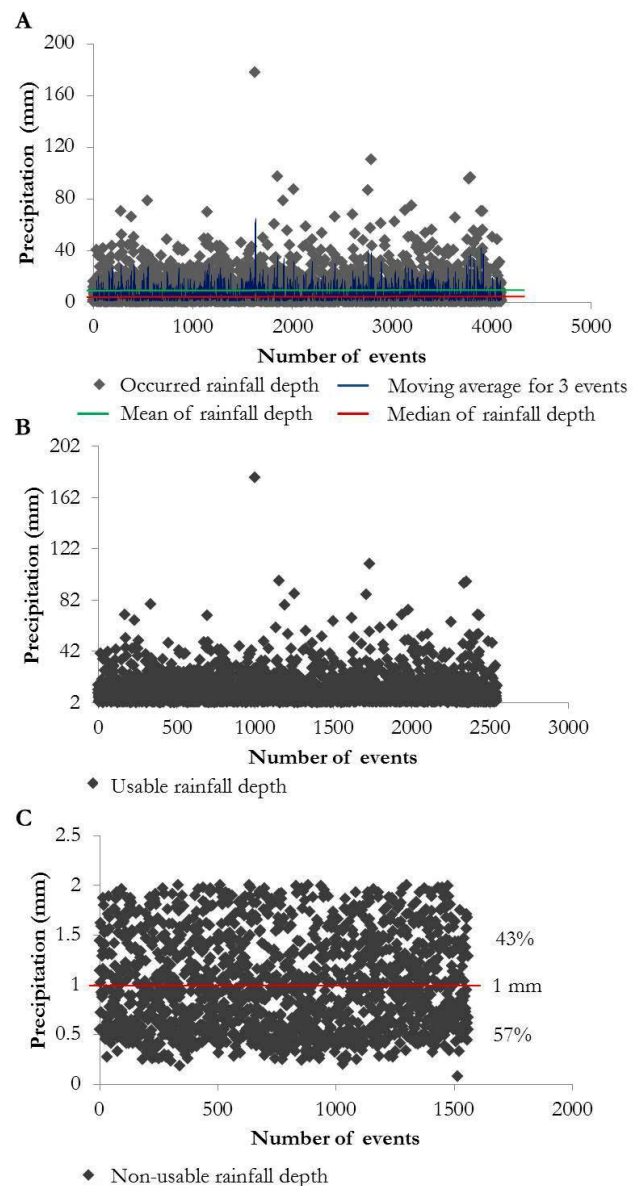 A
Precipitation (mm)
200
160
120
80
40
0
0 1000 2000 3000 4000 5000
Number of events
Occurred rainfall depth Moving average for 3 events
Mean of rainfall depth Median of rainfall depth
B
Precipitation (mm)
202
162
122
82
42
2
0 500 1000 1500 2000 2500 3000
Number of events
Usable rainfall depth
C
Precipitation (mm)
2.5
2
1.5
1
0.5
0
43%
1 mm
57%
0 500 1000 1500 2000
Number of events
Non-usable rainfall depth